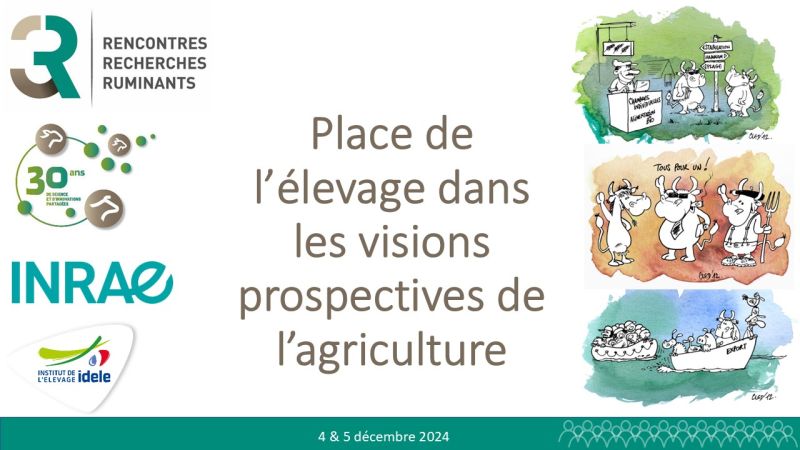 3R
RENCONTRES
RECHERCHES
RUMINANTS
30 ans
DE SCIENCE
ET D'INNOVATIONS
PARTAGÉES
INRAE
INSTITUT DE
L'ÉLEVAGE idele
Place de
l'élevage dans
les visions
prospectives de
l'agriculture
STABULATION
PLAGE
CHAMBRES
INDIVIDUELLES
ALIMENTATION
BIO
TOUS POUR UN !
EXPORT
4 & 5 décembre 2024